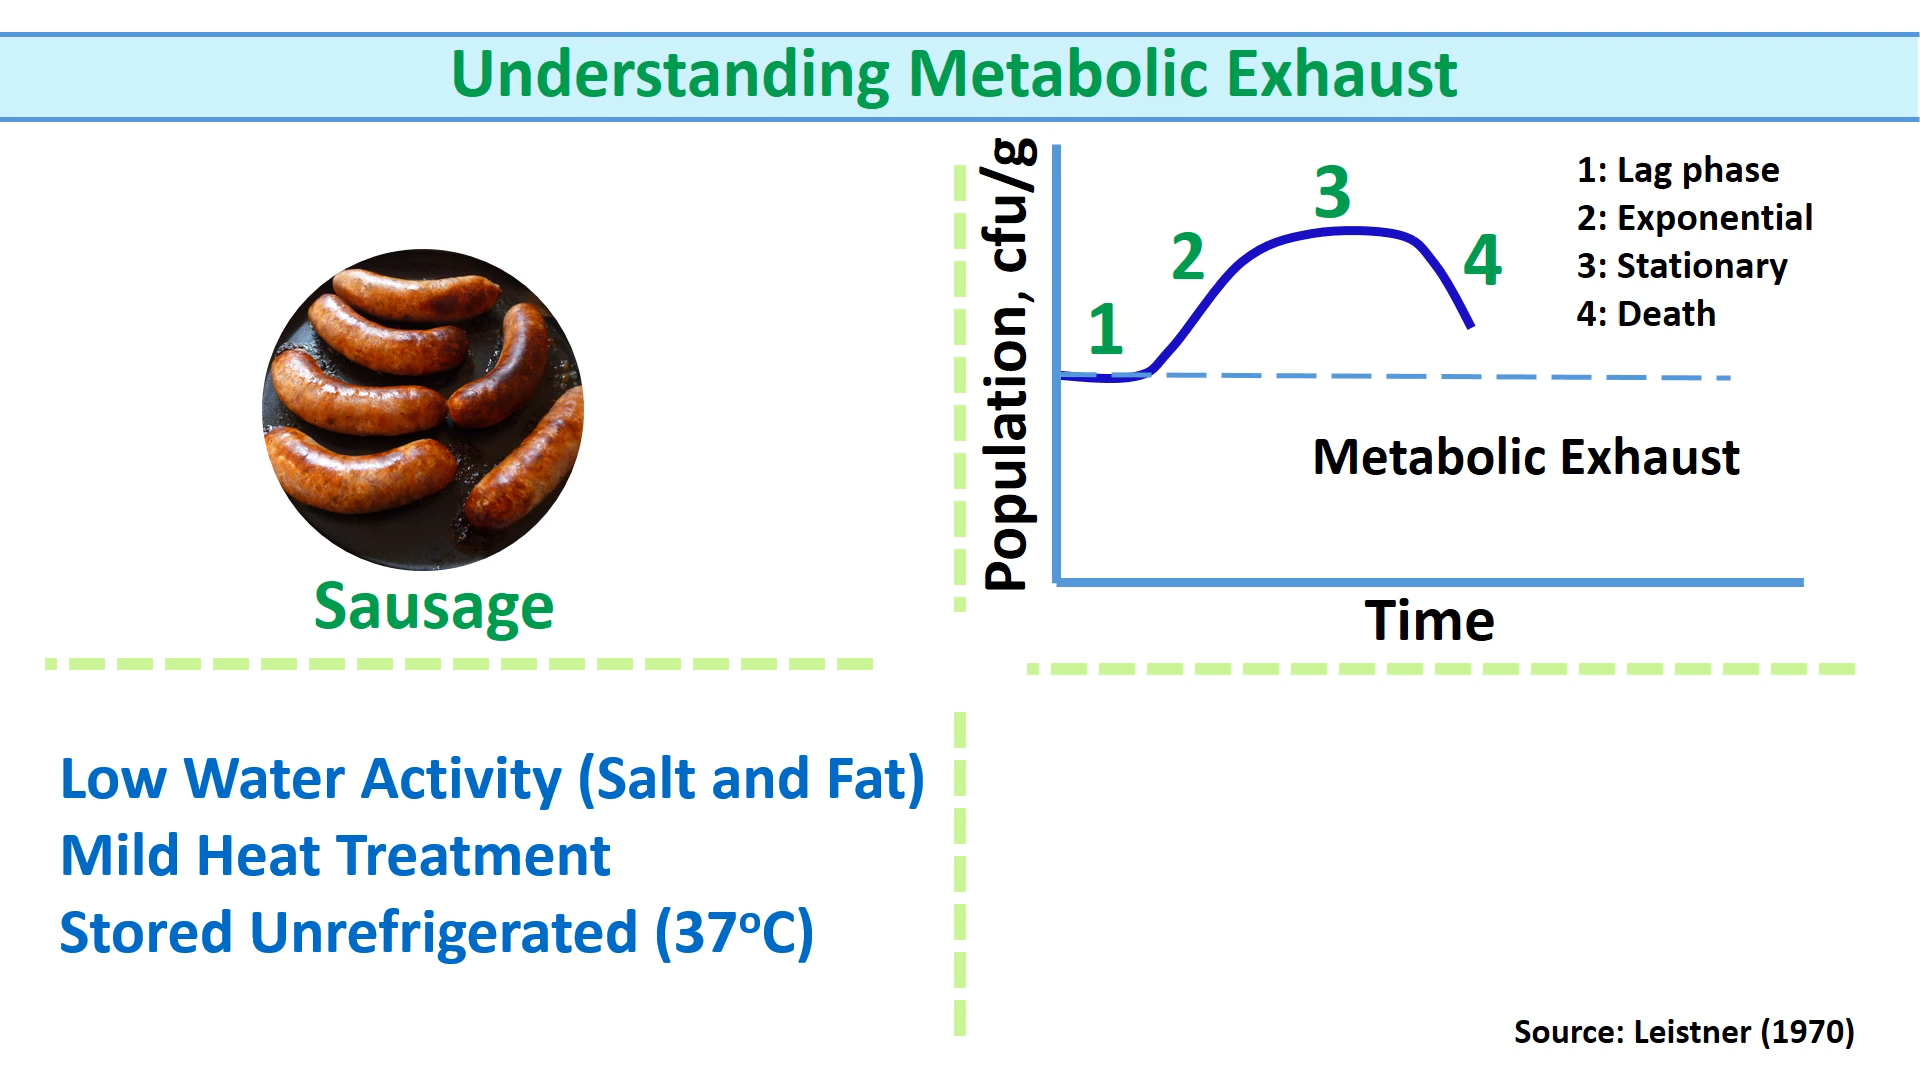 Understanding Metabolic Exhaust
Sausage
Population, cfu/g
1
2
3
4
1: Lag phase
2: Exponential
3: Stationary
4: Death
Metabolic Exhaust
Time
Low Water Activity (Salt and Fat)
Mild Heat Treatment
Stored Unrefrigerated (37ºC)
Source: Leistner (1970)